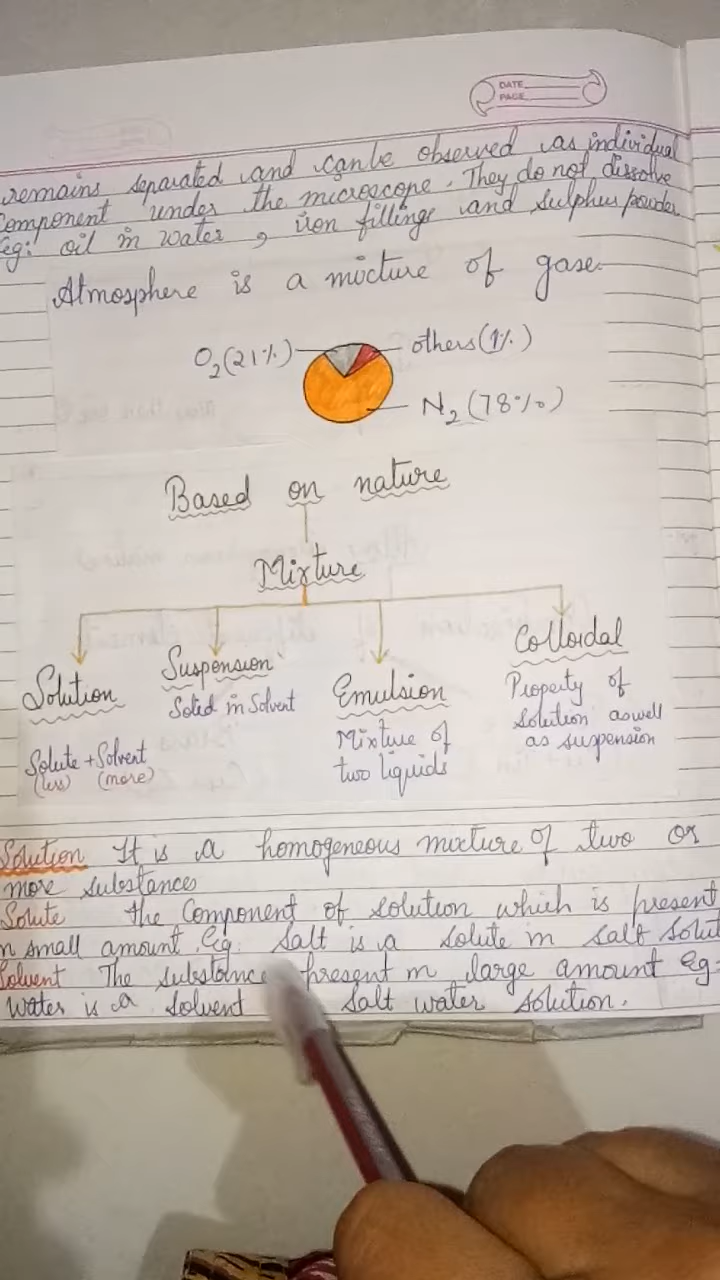 DATE
PAGE
remains separated and can be observed as individual
Component under the microscope. They do not dissolve
Eg: oil in water, iron fillings and sulphur powder
Atmosphere is a mixture of gase
O2 (21%)
others (1%)
N2 (78%)
Based on nature
Mixture
Solution
Suspension
Emulsion
Colloidal
Solute + Solvent
(less) (more)
Solied in Solvent
Mixture of
two liquids
Property of
solution as well
as suspension
Solution It is a homogeneous mixture of two or
more substances
Solute the Component of solution which is present
n small amount. Eg: Salt is a solute in salt solut
Solvent The substance present in large amount Eg-
Water is a solvent salt water solution.